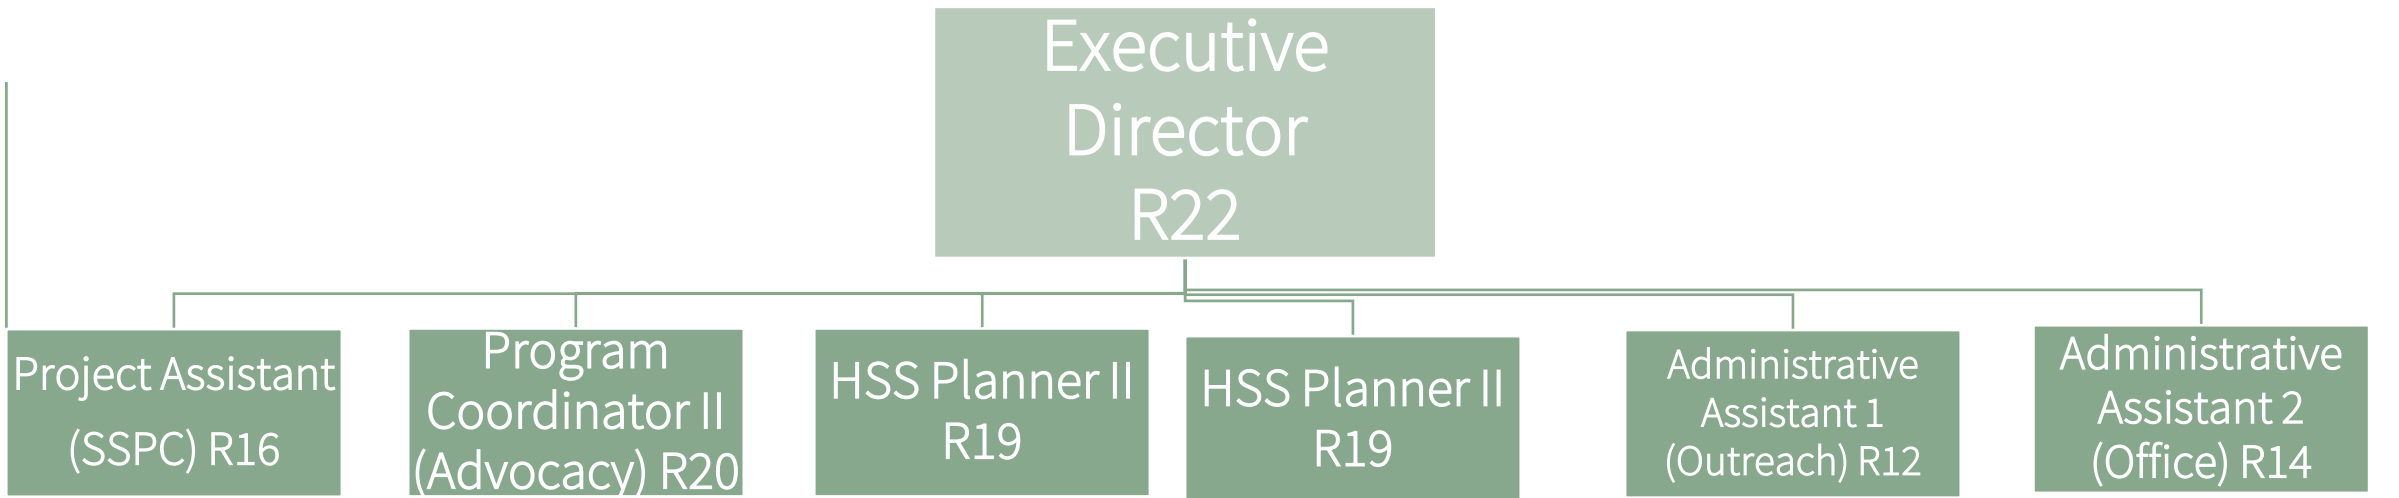 Executive
Director
R22
Project Assistant
(SSPC) R16
Program
Coordinator II
(Advocacy) R20
HSS Planner II
R19
HSS Planner II
R19
Administrative
Assistant 1
(Outreach) R12
Administrative
Assistant 2
(Office) R14